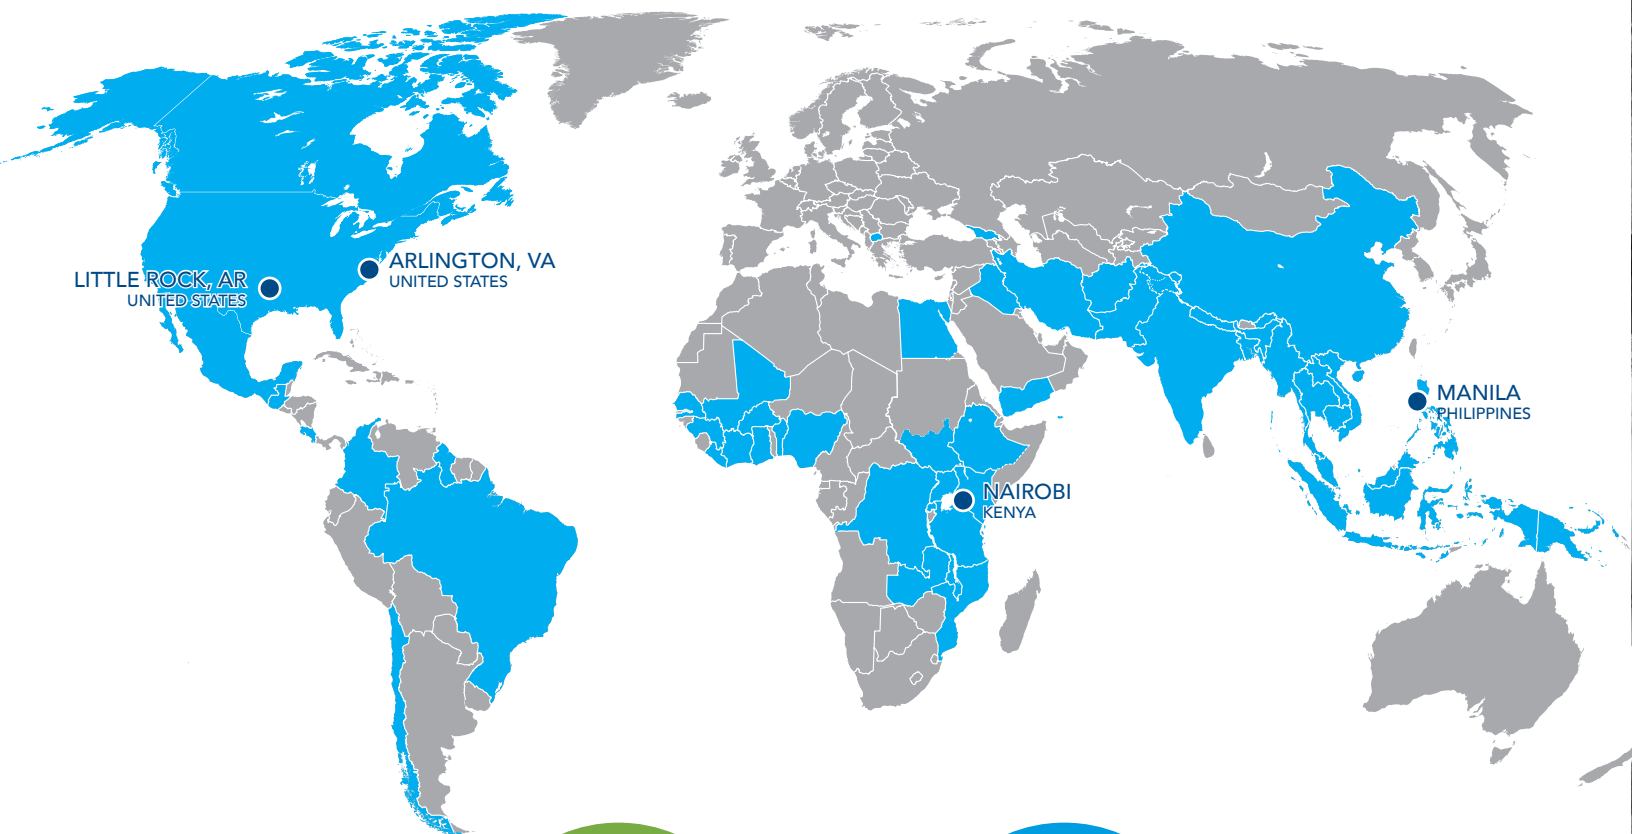 ARLINGTON, VA
UNITED STATES
LITTLE ROCK, AR
UNITED STATES
MANILA
PHILIPPINES
NAIROBI
KENYA